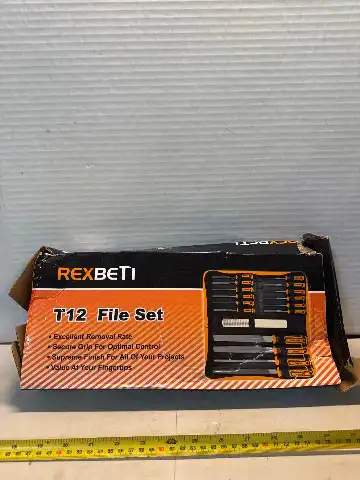 REXBETI
REXBETI
T12 File Set
• Excellent Removal Rate
• Secure Grip For Optimal Control
• Supreme Finish For All Of Your Projects
• Value At Your Fingertips